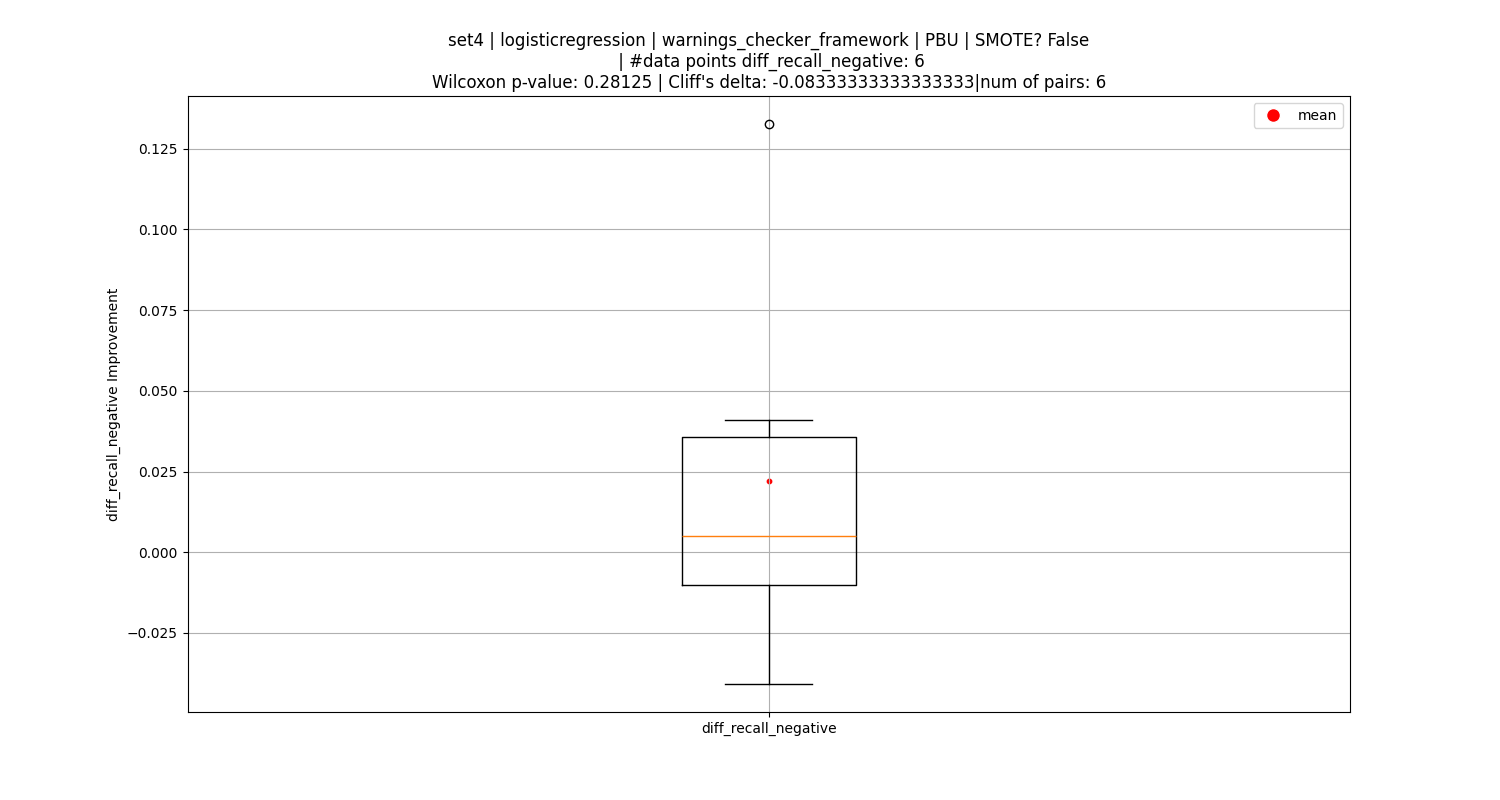 set4 | logisticregression | warnings_checker_framework | PBU | SMOTE? False
| #data points diff_recall_negative: 6
Wilcoxon p-value: 0.28125 | Cliff's delta: -0.08333333333333333|num of pairs: 6
mean
0.125
0.100
0.075
0.050
0.025
0.000
−0.025
diff_recall_negative Improvement
diff_recall_negative